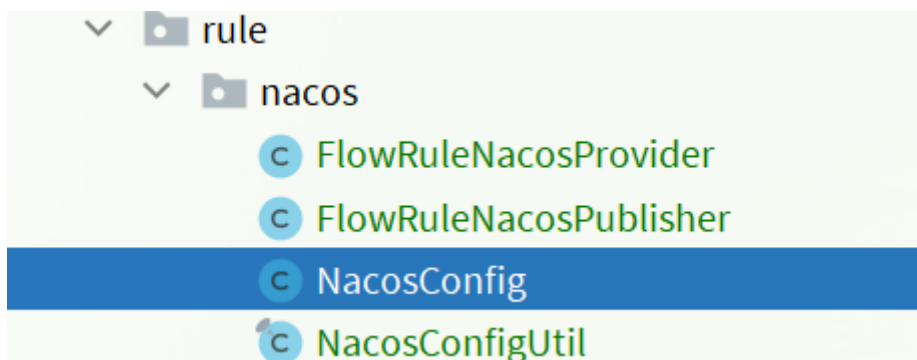 rule
nacos
C FlowRuleNacosProvider
C FlowRuleNacosPublisher
C NacosConfig
C NacosConfigUtil